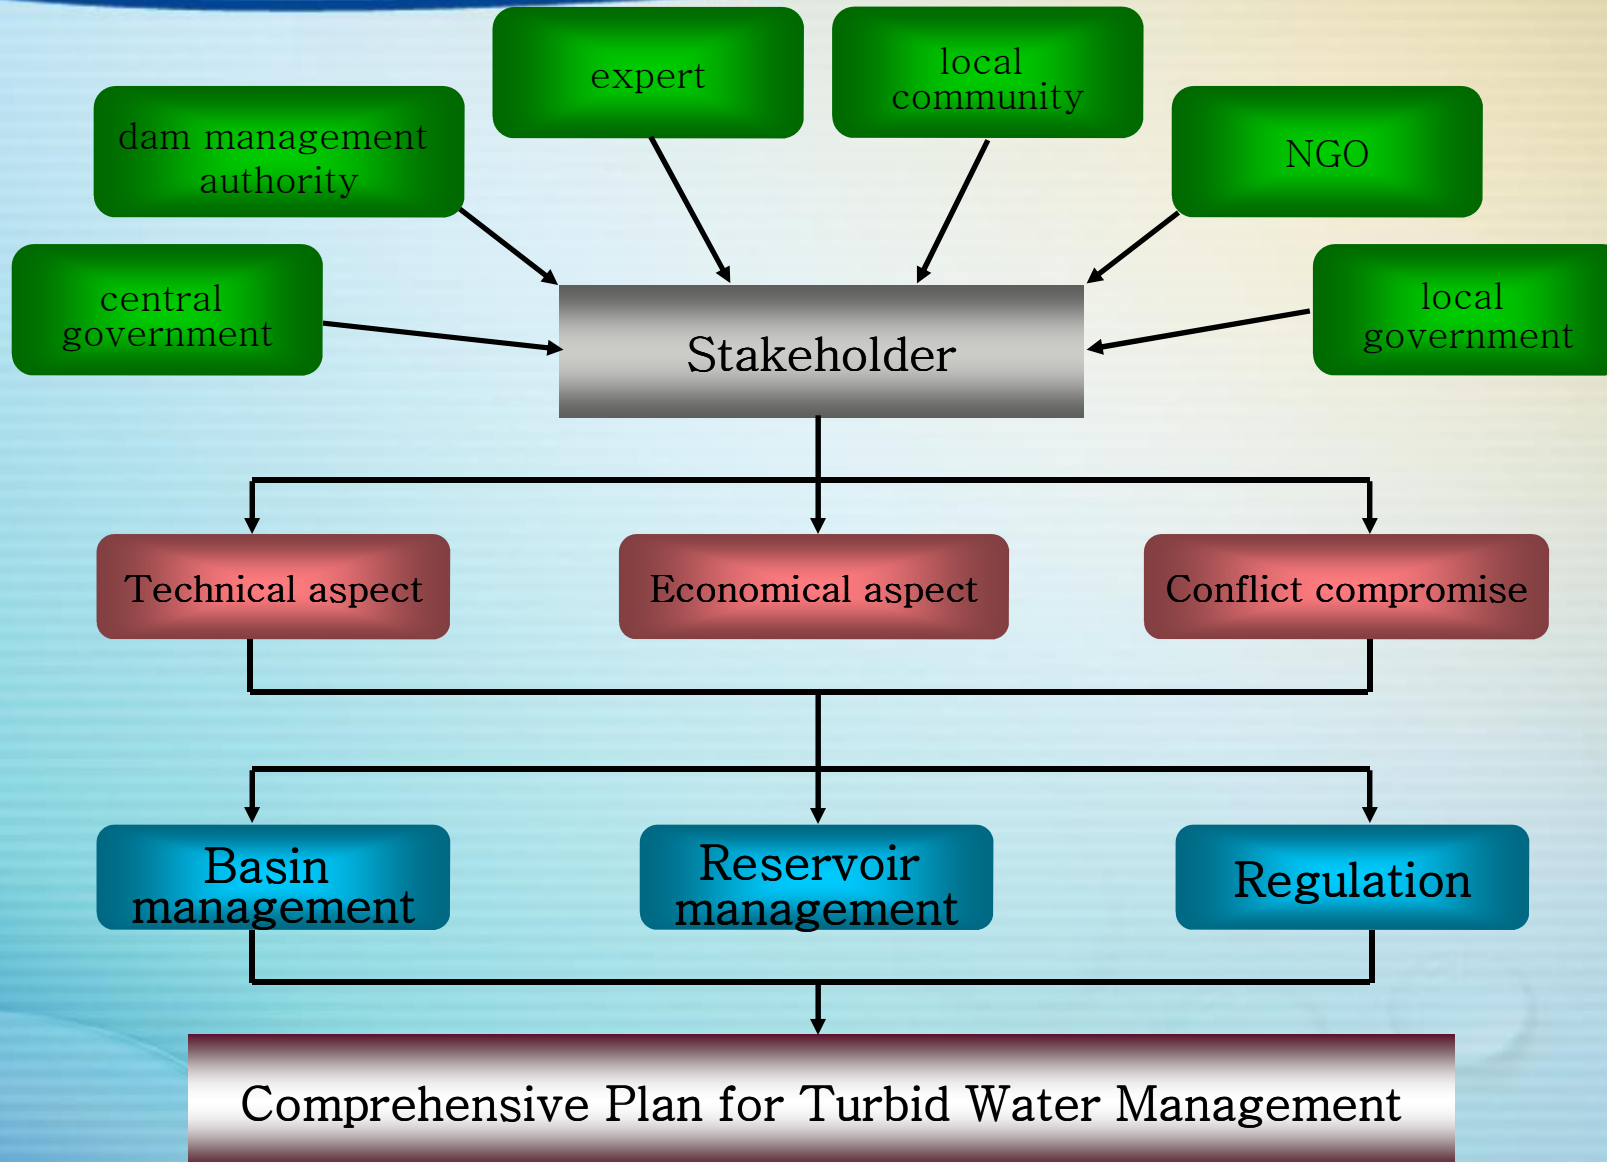 expert
local
community
dam management
authority
NGO
central
government
local
government
Stakeholder
Technical aspect
Economical aspect
Conflict compromise
Basin
management
Reservoir
management
Regulation
Comprehensive Plan for Turbid Water Management